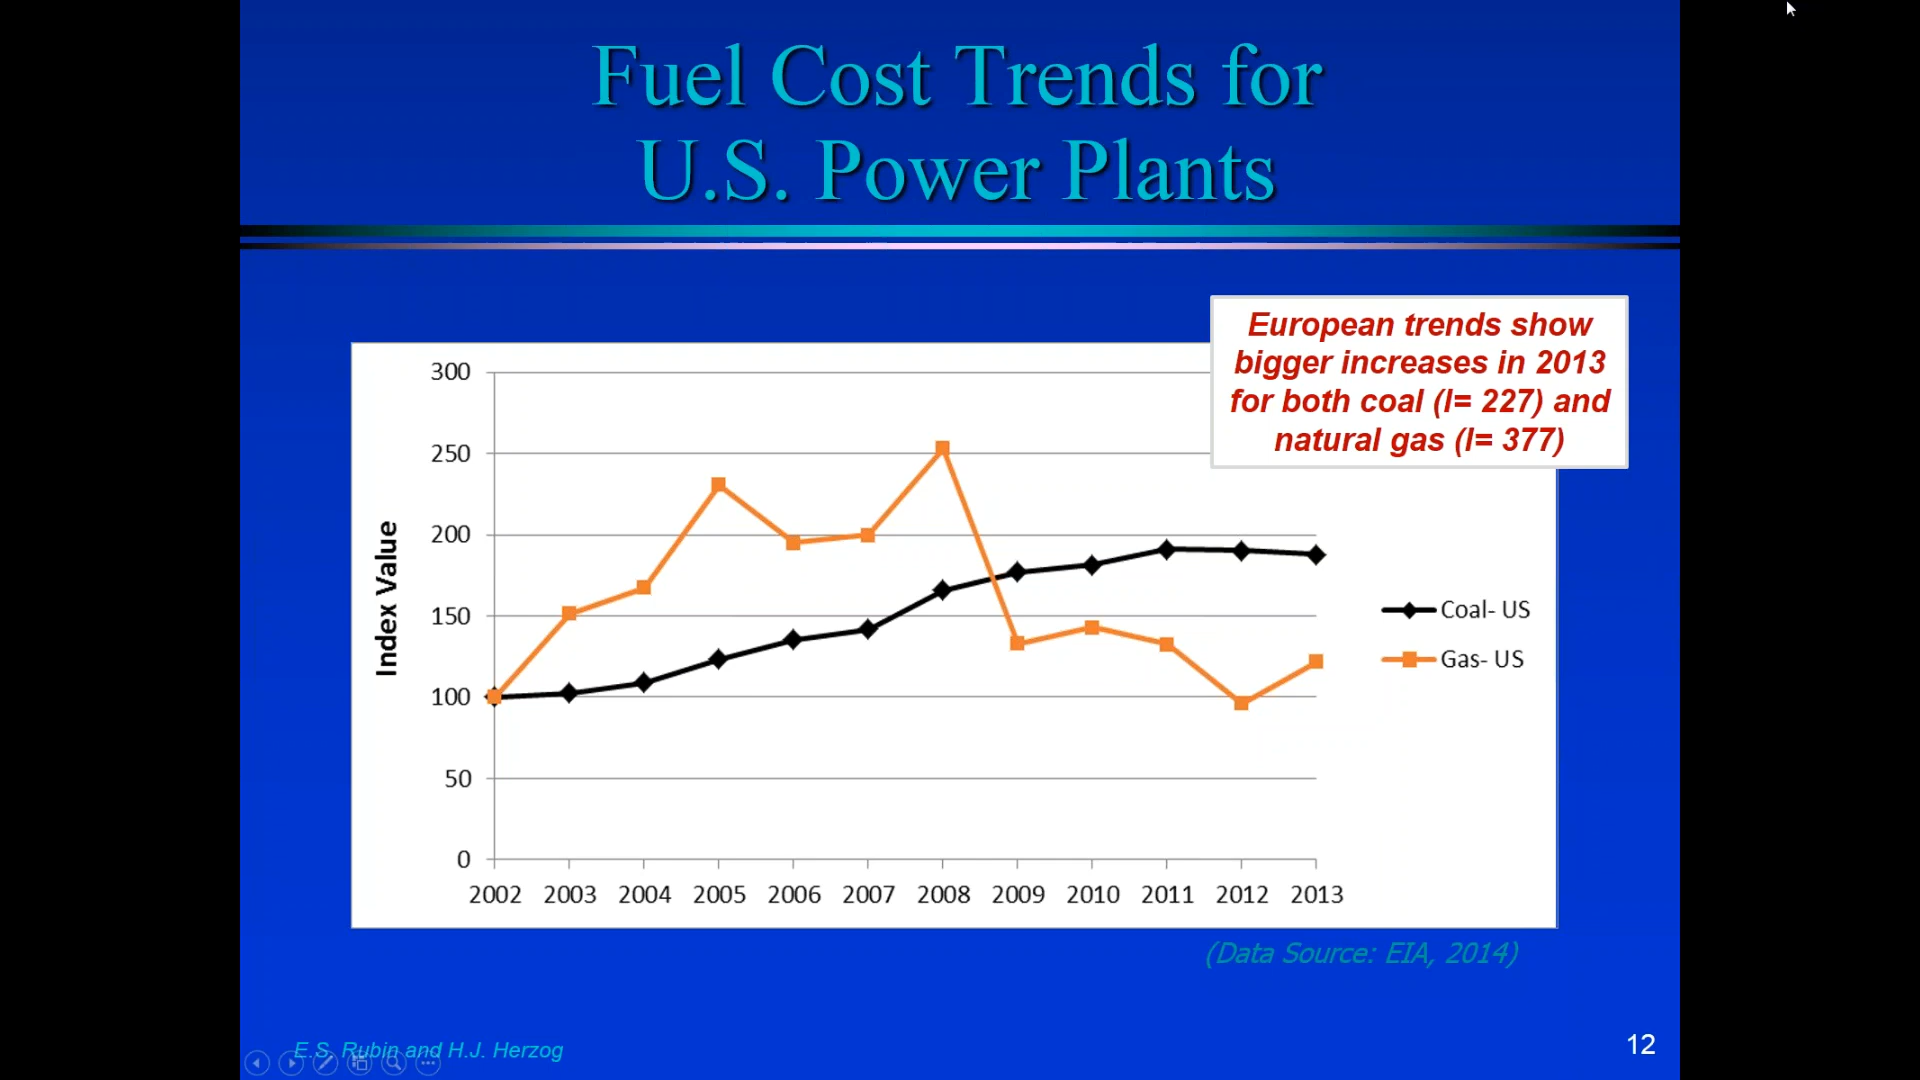 Fuel Cost Trends for
U.S. Power Plants
European trends show
bigger increases in 2013
for both coal (I= 227) and
natural gas (I= 377)
300
250
200
150
100
50
0
Index Value
2002 2003 2004 2005 2006 2007 2008 2009 2010 2011 2012 2013
Coal- US
Gas- US
(Data Source: EIA, 2014)
E.S. Rubin and H.J. Herzog
12